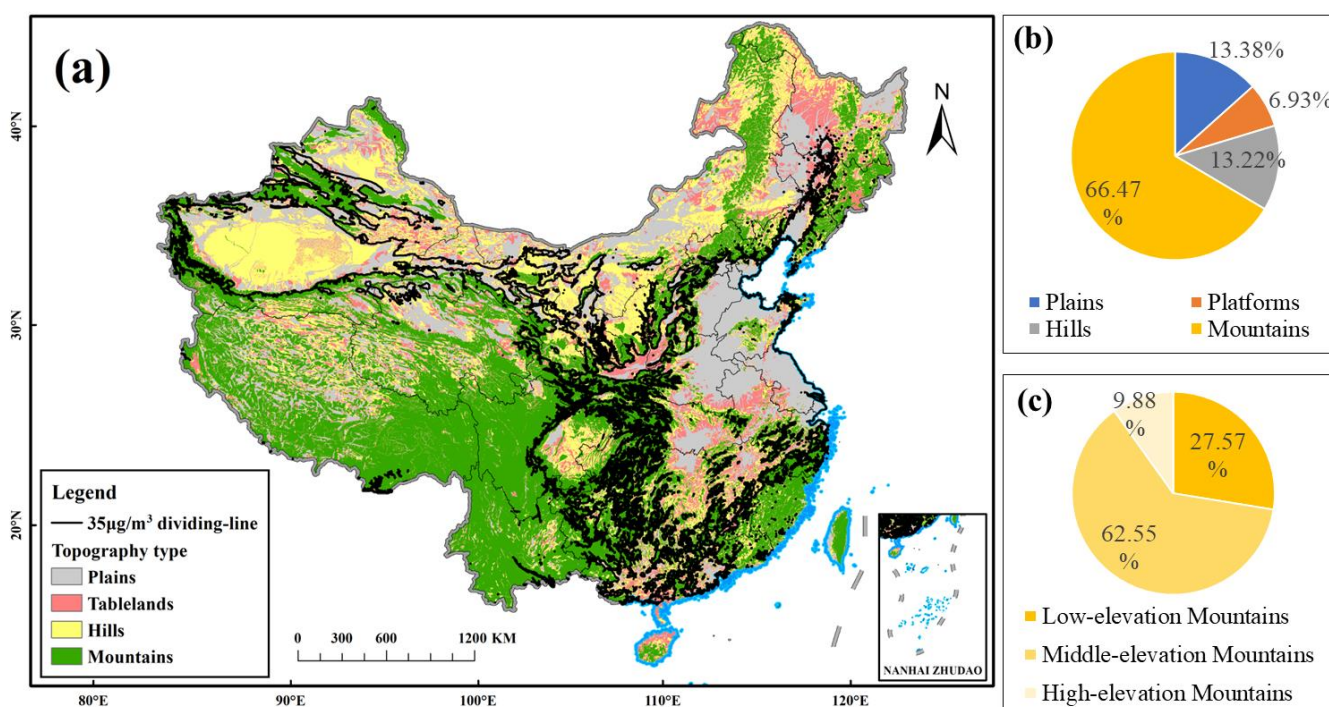 (a)
N
40°N
30°N
20°N
80°E
90°E
100°E
110°E
120°E
Legend
35μg/m³ dividing-line
Topography type
Plains
Tablelands
Hills
Mountains
0 300 600 1200 KM
NANHAI ZHUDAO
(b)
13.38%
6.93%
13.22%
66.47
%
Plains Platforms
Hills Mountains
(c)
9.88
%
27.57
%
62.55
%
Low-elevation Mountains
Middle-elevation Mountains
High-elevation Mountains